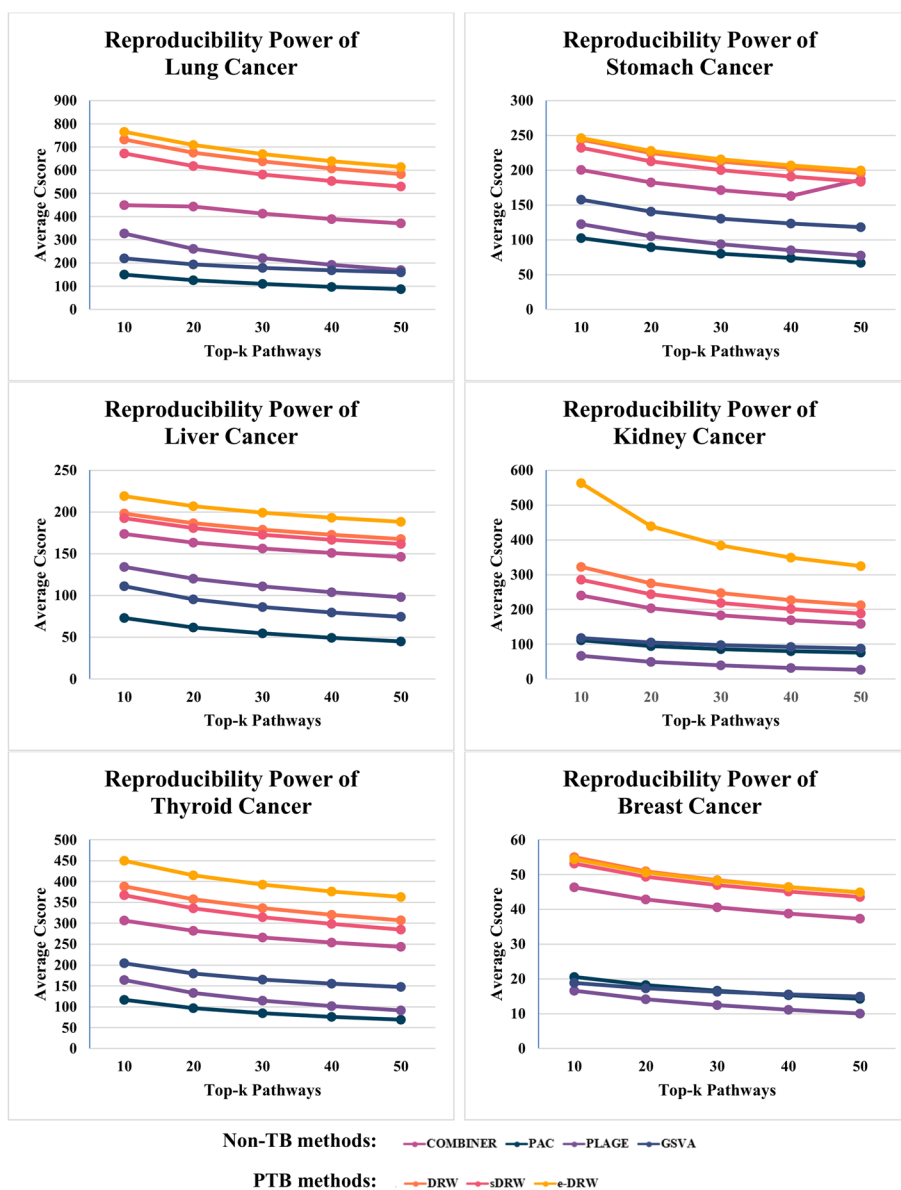 Reproducibility Power of
Lung Cancer
Average Cscore
900
800
700
600
500
400
300
200
100
0
10 20 30 40 50
Top-k Pathways
Reproducibility Power of
Stomach Cancer
Average Cscore
300
250
200
150
100
50
0
10 20 30 40 50
Top-k Pathways
Reproducibility Power of
Liver Cancer
Average Cscore
250
200
150
100
50
0
10 20 30 40 50
Top-k Pathways
Reproducibility Power of
Kidney Cancer
Average Cscore
600
500
400
300
200
100
0
10 20 30 40 50
Top-k Pathways
Reproducibility Power of
Thyroid Cancer
Average Cscore
500
450
400
350
300
250
200
150
100
50
0
10 20 30 40 50
Top-k Pathways
Reproducibility Power of
Breast Cancer
Average Cscore
60
50
40
30
20
10
0
10 20 30 40 50
Top-k Pathways
Non-TB methods: COMBINER PAC PLAGE GSVA
PTB methods: DRW sDRW e-DRW